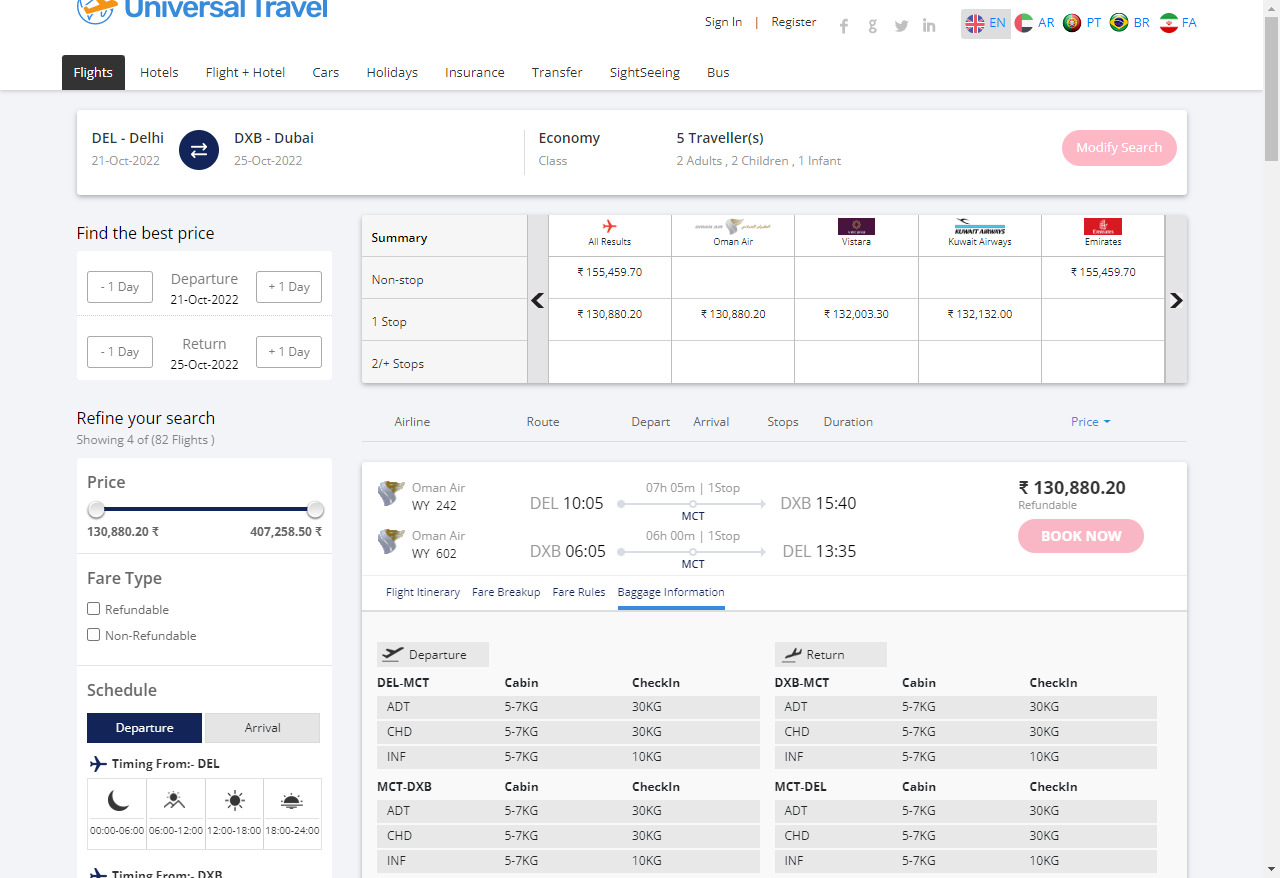 Universal Travel
Sign In | Register
EN AR PT BR FA
Flights Hotels Flight + Hotel Cars Holidays Insurance Transfer SightSeeing Bus
DEL - Delhi
21-Oct-2022
DXB - Dubai
25-Oct-2022
Economy
Class
5 Traveller(s)
2 Adults , 2 Children , 1 Infant
Modify Search
Find the best price
- 1 Day
Departure
21-Oct-2022
+ 1 Day
- 1 Day
Return
25-Oct-2022
+ 1 Day
Summary
All Results Oman Air Vistara Kuwait Airways Emirates
KUWAIT AIRWAYS
Emirates
Non-stop ₹ 155,459.70 ₹ 155,459.70
1 Stop ₹ 130,880.20 ₹ 130,880.20 ₹ 132,003.30 ₹ 132,132.00
2/+ Stops
Refine your search
Showing 4 of (82 Flights )
Price
130,880.20 ₹ 407,258.50 ₹
Fare Type
Refundable
Non-Refundable
Schedule
Departure Arrival
Timing From:- DEL
00:00-06:00 06:00-12:00 12:00-18:00 18:00-24:00
Timing From:- DXB
Airline Route Depart Arrival Stops Duration Price
Oman Air
WY 242
DEL 10:05
07h 05m | 1Stop
MCT
DXB 15:40
Oman Air
WY 602
DXB 06:05
06h 00m | 1Stop
MCT
DEL 13:35
₹ 130,880.20
Refundable
BOOK NOW
Flight Itinerary Fare Breakup Fare Rules Baggage Information
Departure
DEL-MCT Cabin CheckIn
ADT 5-7KG 30KG
CHD 5-7KG 30KG
INF 5-7KG 10KG
MCT-DXB Cabin CheckIn
ADT 5-7KG 30KG
CHD 5-7KG 30KG
INF 5-7KG 10KG
Return
DXB-MCT Cabin CheckIn
ADT 5-7KG 30KG
CHD 5-7KG 30KG
INF 5-7KG 10KG
MCT-DEL Cabin CheckIn
ADT 5-7KG 30KG
CHD 5-7KG 30KG
INF 5-7KG 10KG